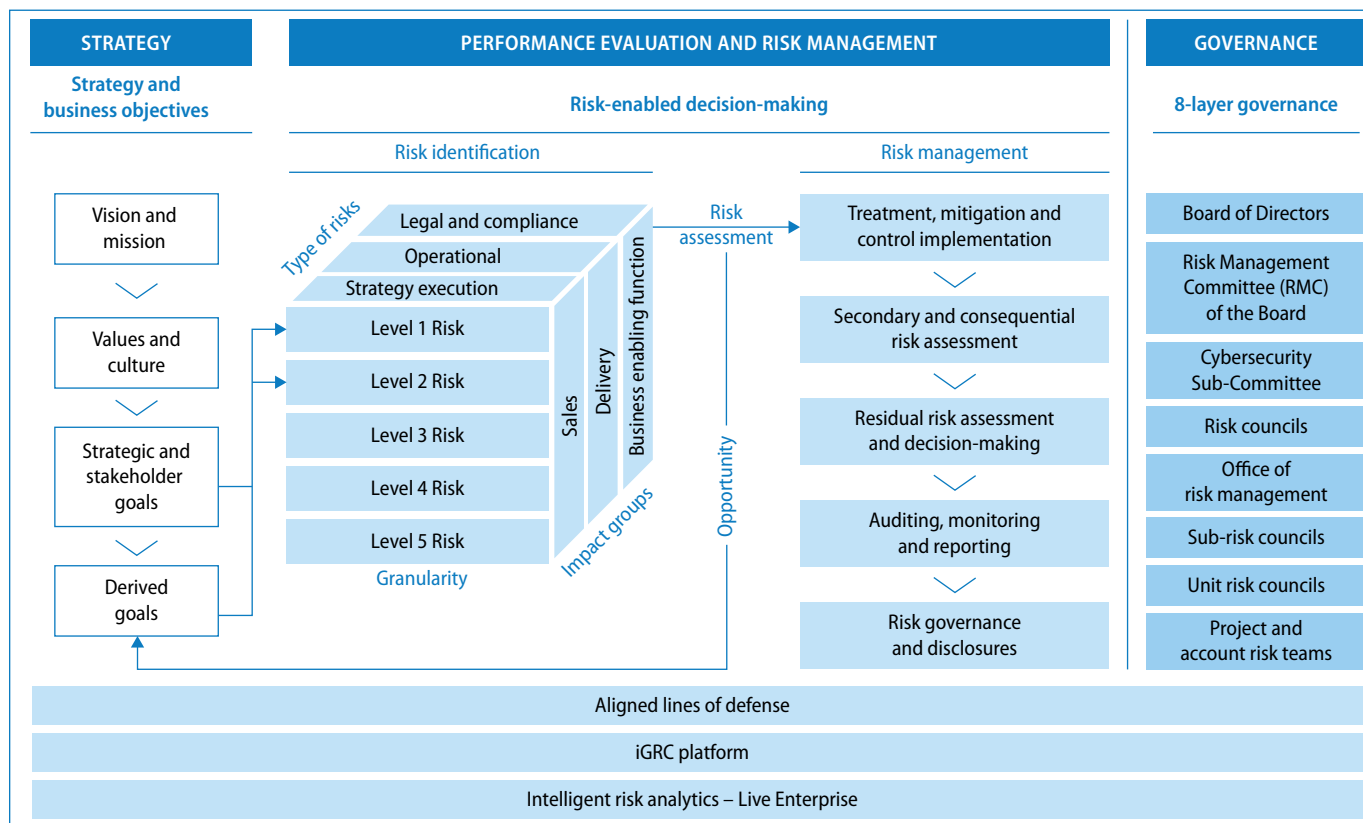 STRATEGY
Strategy and
business objectives
Vision and
mission
Values and
culture
Strategic and
stakeholder
goals
Derived
goals
PERFORMANCE EVALUATION AND RISK MANAGEMENT
Risk-enabled decision-making
Risk identification
Type of risks
Legal and compliance
Operational
Strategy execution
Level 1 Risk
Level 2 Risk
Level 3 Risk
Level 4 Risk
Level 5 Risk
Granularity
Sales
Delivery
Business enabling function
Impact groups
Risk
assessment
Opportunity
Risk management
Treatment, mitigation and
control implementation
Secondary and consequential
risk assessment
Residual risk assessment
and decision-making
Auditing, monitoring
and reporting
Risk governance
and disclosures
GOVERNANCE
8-layer governance
Board of Directors
Risk Management
Committee (RMC)
of the Board
Cybersecurity
Sub-Committee
Risk councils
Office of
risk management
Sub-risk councils
Unit risk councils
Project and
account risk teams
Aligned lines of defense
iGRC platform
Intelligent risk analytics – Live Enterprise